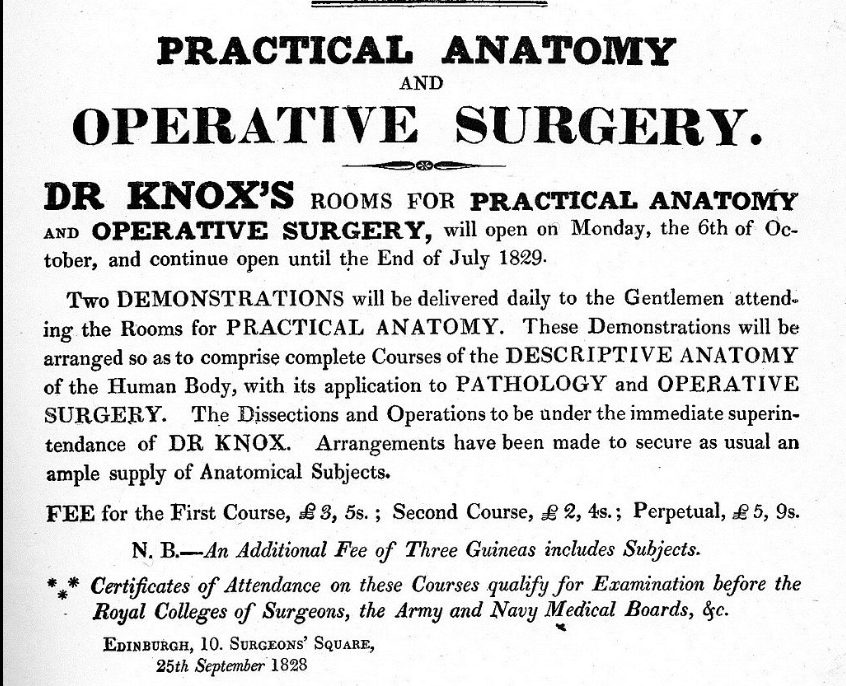 PRACTICAL ANATOMY
AND
OPERATIVE SURGERY.
DR KNOX'S ROOMS FOR PRACTICAL ANATOMY
AND OPERATIVE SURGERY, will open on Monday, the 6th of Oc-
tober, and continue open until the End of July 1829.
Two DEMONSTRATIONS will be delivered daily to the Gentlemen attend-
ing the Rooms for PRACTICAL ANATOMY. These Demonstrations will be
arranged so as to comprise complete Courses of the DESCRIPTIVE ANATOMY
of the Human Body, with its application to PATHOLOGY and OPERATIVE
SURGERY. The Dissections and Operations to be under the immediate superin-
tendance of DR KNOX. Arrangements have been made to secure as usual an
ample supply of Anatomical Subjects.
FEE for the First Course, £3, 5s.; Second Course, £2, 4s.; Perpetual, £5, 9s.
N. B.—An Additional Fee of Three Guineas includes Subjects.
*⁎* Certificates of Attendance on these Courses qualify for Examination before the
Royal Colleges of Surgeons, the Army and Navy Medical Boards, &c.
EDINBURGH, 10. SURGEONS' SQUARE,
25th September 1828